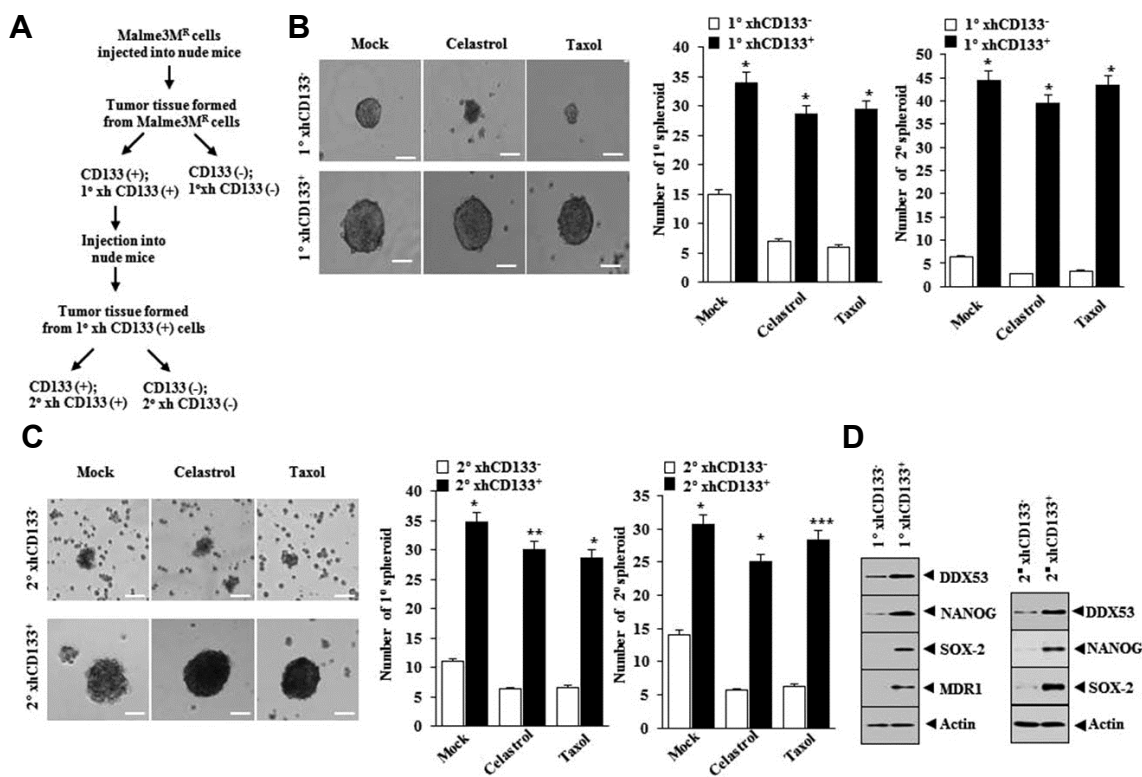 A
Malme3Mᴿ cells
injected into nude mice
Tumor tissue formed
from Malme3Mᴿ cells
CD133 (+);
1° xh CD133 (+)
CD133 (-);
1°xh CD133 (-)
Injection into
nude mice
Tumor tissue formed
from 1° xh CD133 (+) cells
CD133 (+);
2° xh CD133 (+)
CD133 (-);
2° xh CD133 (-)
B
Mock
Celastrol
Taxol
1° xhCD133⁻
1° xhCD133⁺
1° xhCD133⁻
1° xhCD133⁺
Number of 1⁰ spheroid
40
35
30
25
20
15
10
5
0
*
*
*
Mock
Celastrol
Taxol
1° xhCD133⁻
1° xhCD133⁺
Number of 2⁰ spheroid
50
45
40
35
30
25
20
15
10
5
0
*
*
*
Mock
Celastrol
Taxol
C
Mock
Celastrol
Taxol
2° xhCD133⁻
2° xhCD133⁺
2° xhCD133⁻
2° xhCD133⁺
Number of 1⁰ spheroid
40
35
30
25
20
15
10
5
0
*
**
*
Mock
Celastrol
Taxol
2° xhCD133⁻
2° xhCD133⁺
Number of 2⁰ spheroid
35
30
25
20
15
10
5
0
*
*
***
Mock
Celastrol
Taxol
D
1° xhCD133⁻
1° xhCD133⁺
DDX53
NANOG
SOX-2
MDR1
Actin
2■ xhCD133⁻
2■ xhCD133⁺
DDX53
NANOG
SOX-2
Actin